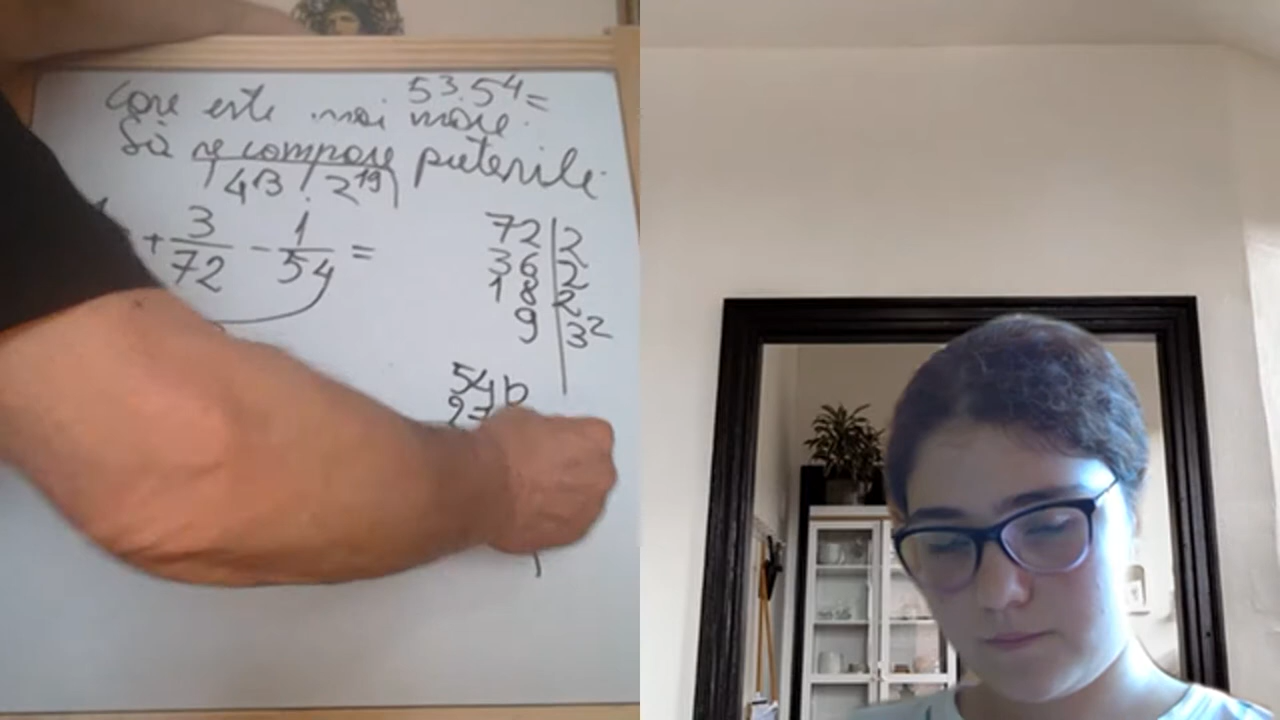 5³·5⁴=
care este mai mare.
Să se compare puterile
43 2¹⁹
+ 3/72 - 1/54 =
72 | 2
36 | 2
18 | 2
9 | 3²
54
27